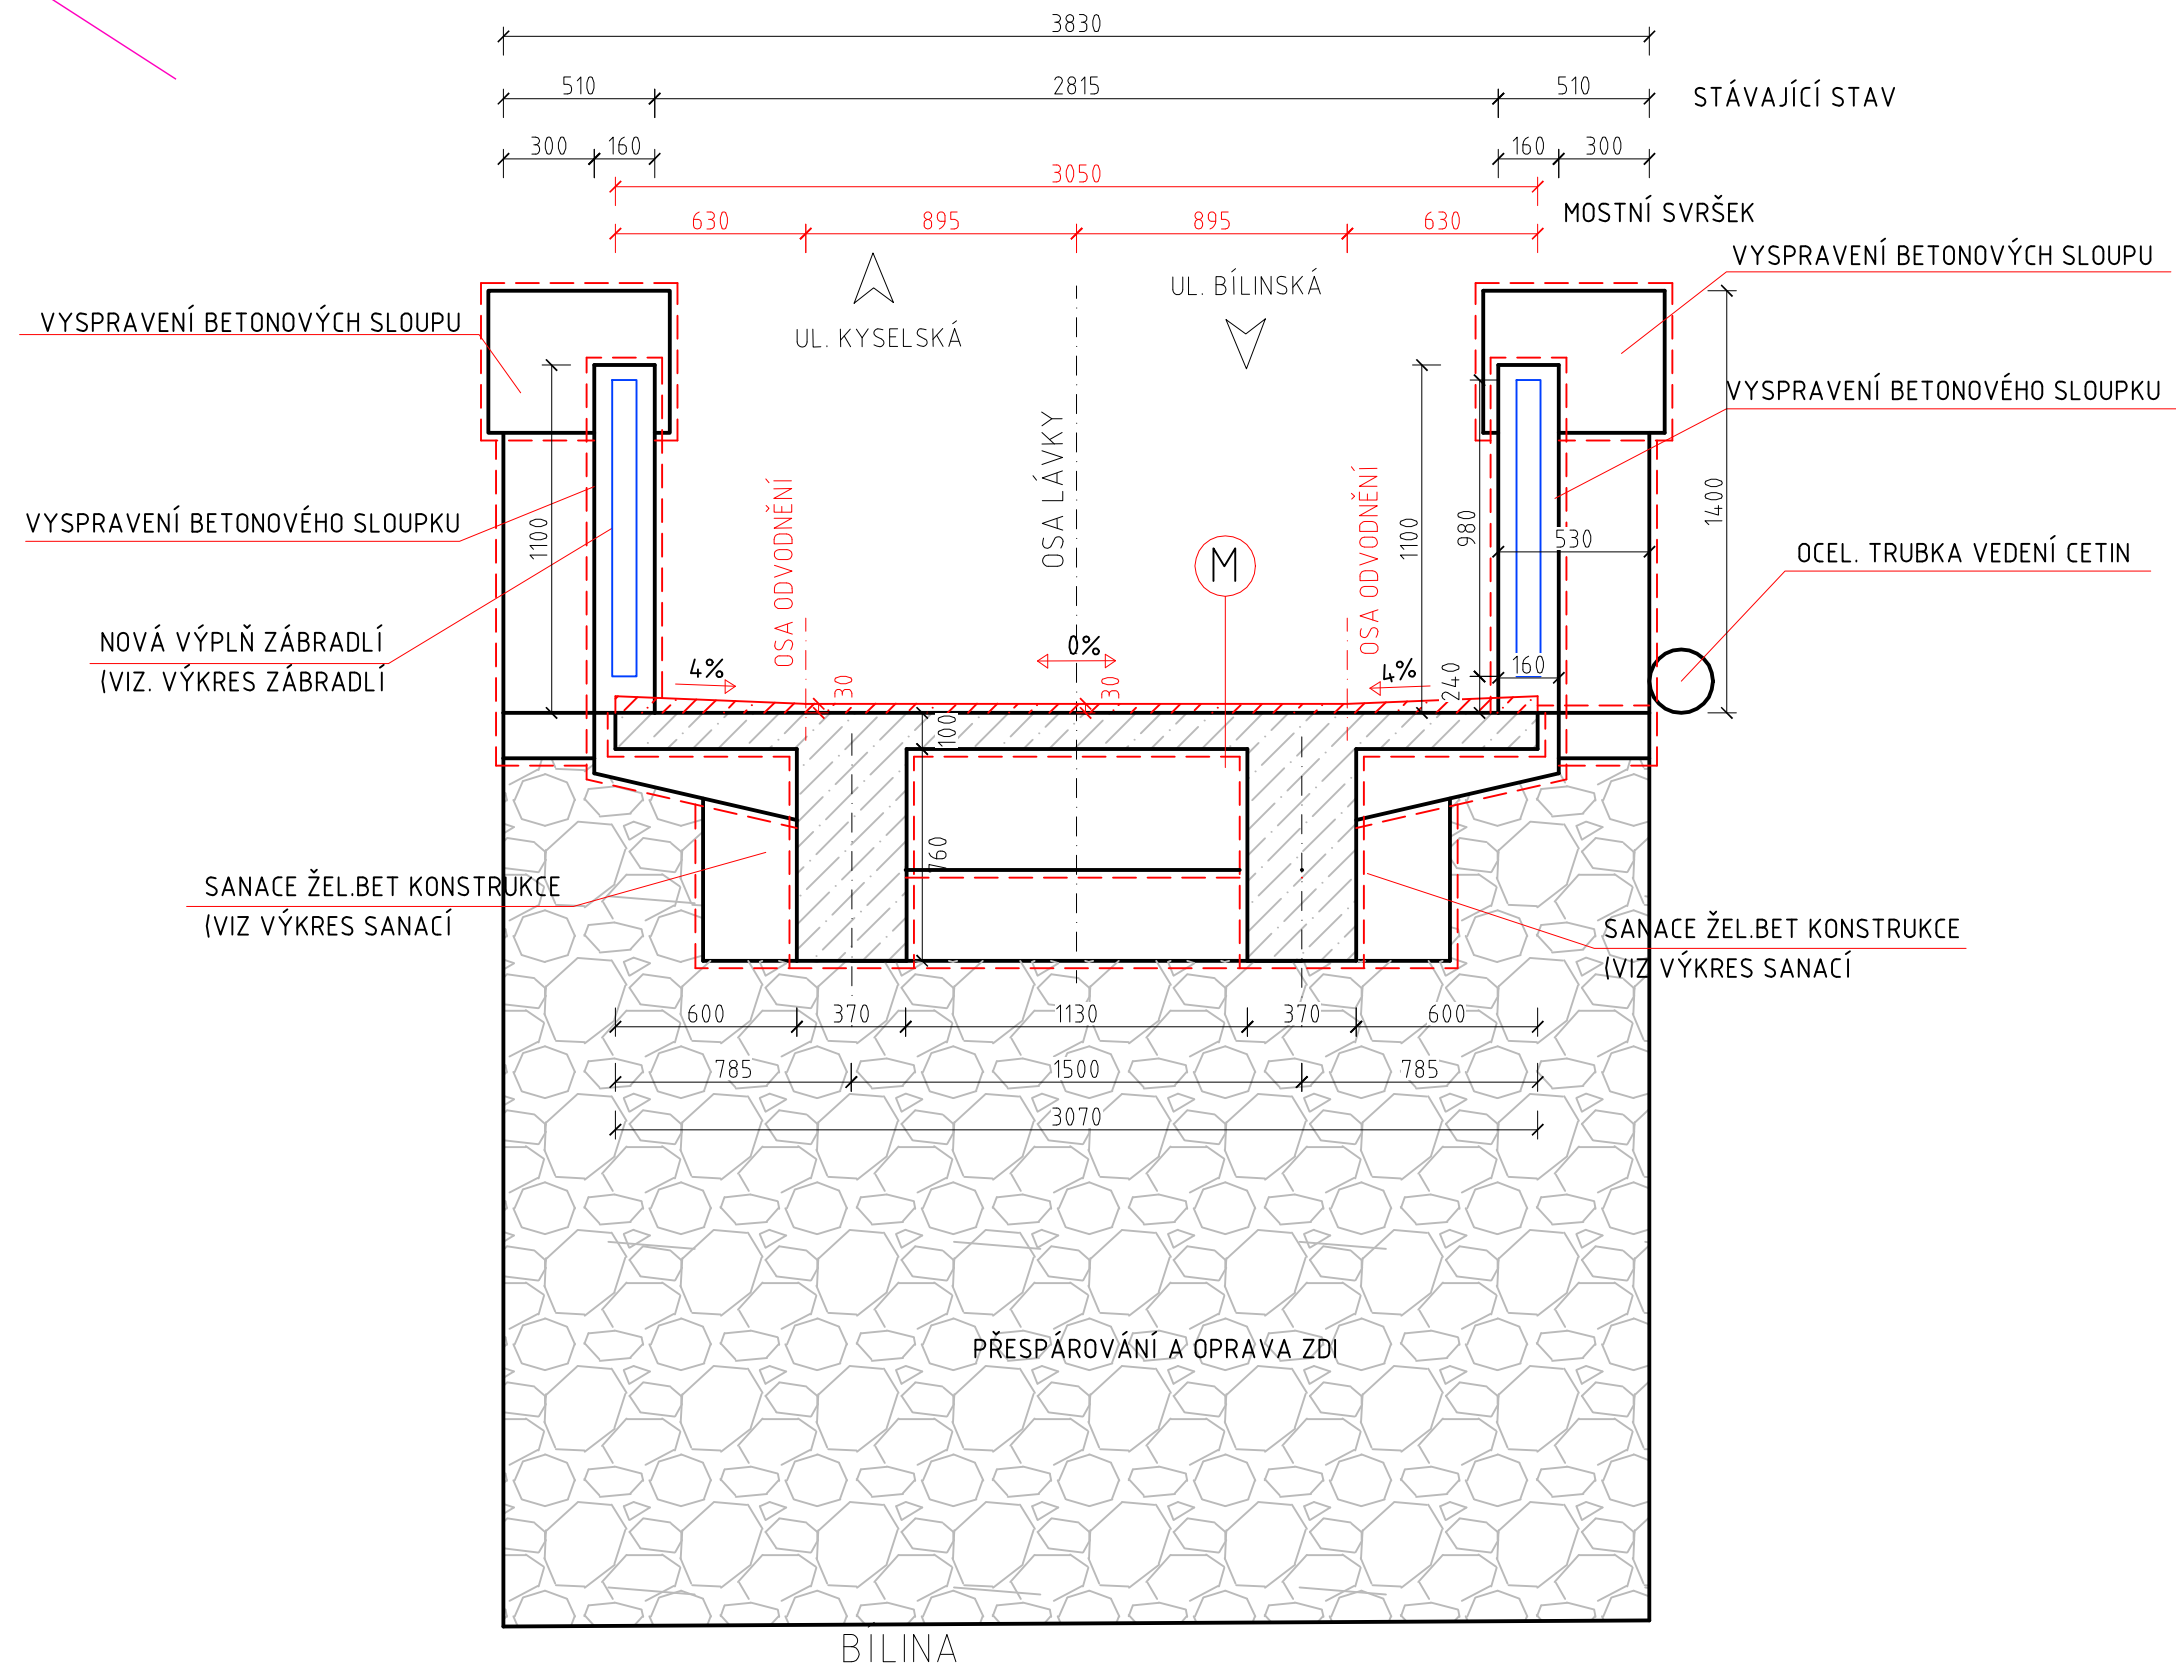 3830
510 2815 510
STÁVAJÍCÍ STAV
300 160 160 300
3050
MOSTNÍ SVRŠEK
630 895 895 630
VYSPRAVENÍ BETONOVÝCH SLOUPU
UL. BÍLINSKÁ
VYSPRAVENÍ BETONOVÝCH SLOUPU
UL. KYSELSKÁ
VYSPRAVENÍ BETONOVÉHO SLOUPKU
OSA LÁVKY
OSA ODVODNĚNÍ
OSA ODVODNĚNÍ
1400
VYSPRAVENÍ BETONOVÉHO SLOUPKU
1100
1100
980
530
OCEL. TRUBKA VEDENÍ CETIN
M
NOVÁ VÝPLŇ ZÁBRADLÍ
(VIZ. VÝKRES ZÁBRADLÍ
4%
0%
4%
160
240
30
30
100
760
SANACE ŽEL.BET KONSTRUKCE
(VIZ VÝKRES SANACÍ
SANACE ŽEL.BET KONSTRUKCE
(VIZ VÝKRES SANACÍ
600 370 1130 370 600
785 1500 785
3070
PŘESPÁROVÁNÍ A OPRAVA ZDI
BILINA